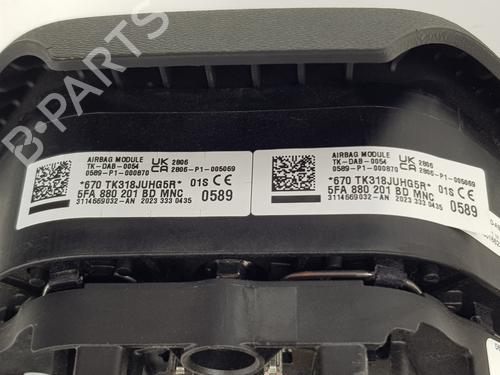 B-PARTS
AIRBAG MODULE
TK-DAB-0054
0589-P1-000870
UK CA 2806
2806-P1-005069
*670 TK318JUHG5R* 01S CE
5FA 880 201 BD MNC
3114669032-AN 2023 333 0435
0589
AIRBAG MODULE
TK-DAB-0054
0589-P1-000870
UK CA 2806
2806-P1-005069
*670 TK318JUHG5R* 01S CE
5FA 880 201 BD MNC
3114669032-AN 2023 333 0435
0589